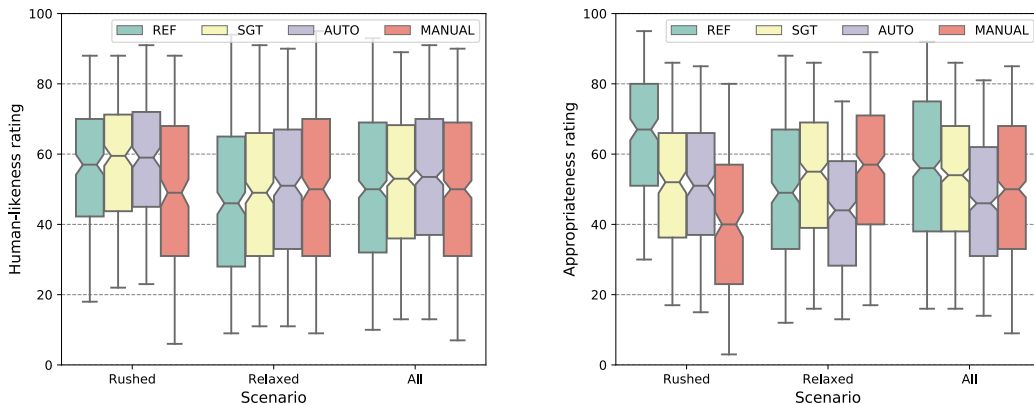 100
80
60
40
20
0
Human-likeness rating
REF SGT AUTO MANUAL
Rushed Relaxed All
Scenario
100
80
60
40
20
0
Appropriateness rating
REF SGT AUTO MANUAL
Rushed Relaxed All
Scenario